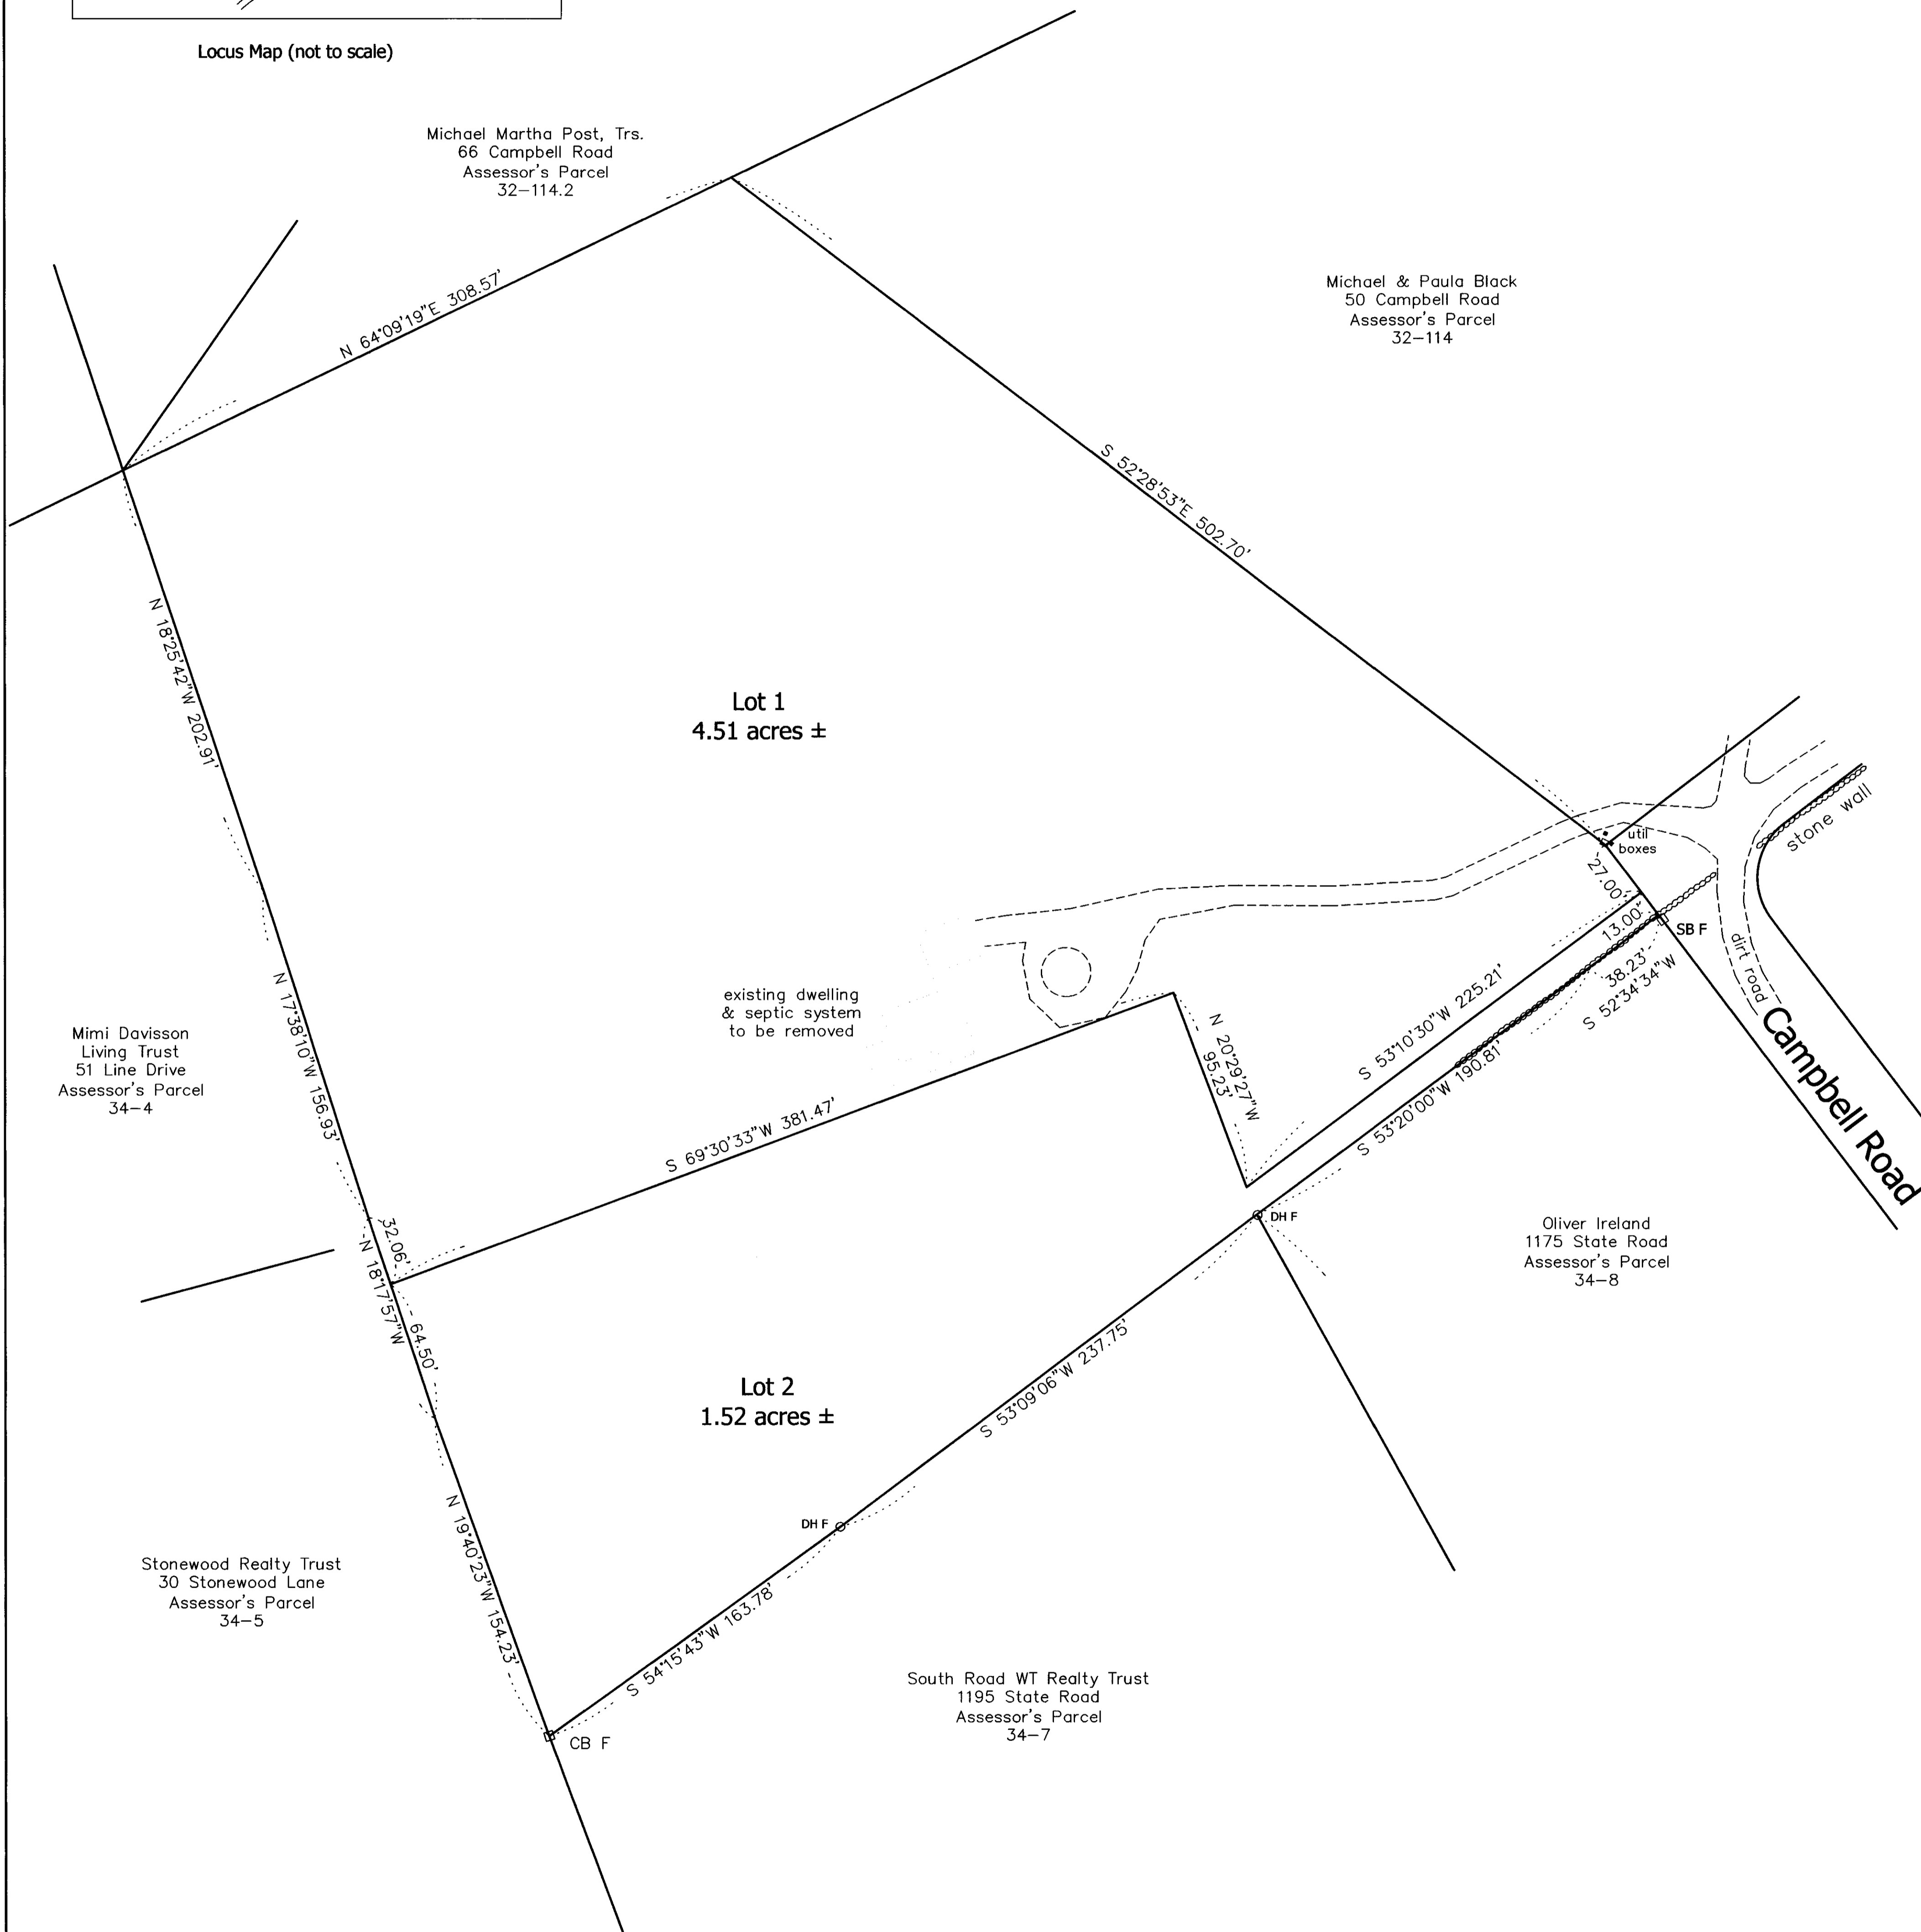 Locus Map (not to scale)
Michael Martha Post, Trs.
66 Campbell Road
Assessor's Parcel
32-114.2
Michael & Paula Black
50 Campbell Road
Assessor's Parcel
32-114
N 64°09'19"E 308.57'
S 52°28'53"E 502.70'
N 18°25'42"W 202.91'
Lot 1
4.51 acres ±
util
boxes
stone wall
27.00'
13.00'
SB F
38.23'
S 52°34'34"W
dirt road
Campbell Road
existing dwelling
& septic system
to be removed
N 20°29'27"W
95.23'
S 53°10'30"W 225.21'
S 53°20'00"W 190.81'
N 17°38'10"W 156.93'
Mimi Davisson
Living Trust
51 Line Drive
Assessor's Parcel
34-4
S 69°30'33"W 381.47'
32.06'
N 18°17'57"W
64.50'
DH F
Oliver Ireland
1175 State Road
Assessor's Parcel
34-8
Lot 2
1.52 acres ±
S 53°09'06"W 237.75'
DH F
N 19°40'23"W 154.23'
Stonewood Realty Trust
30 Stonewood Lane
Assessor's Parcel
34-5
S 54°15'43"W 163.78'
South Road WT Realty Trust
1195 State Road
Assessor's Parcel
34-7
CB F